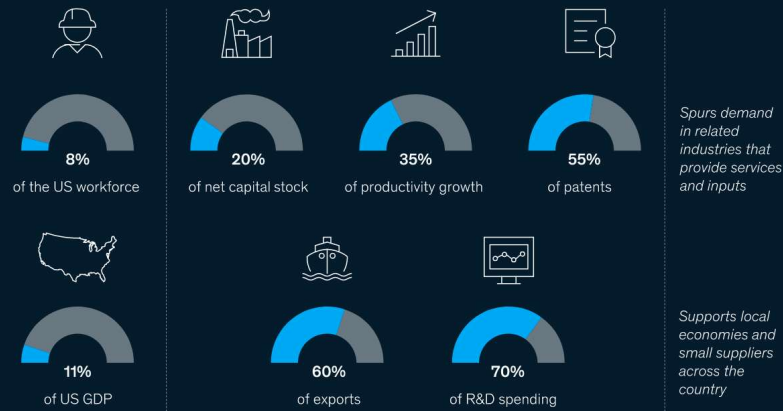 8%
of the US workforce
20%
of net capital stock
35%
of productivity growth
55%
of patents
Spurs demand
in related
industries that
provide services
and inputs
11%
of US GDP
60%
of exports
70%
of R&D spending
Supports local
economies and
small suppliers
across the
country